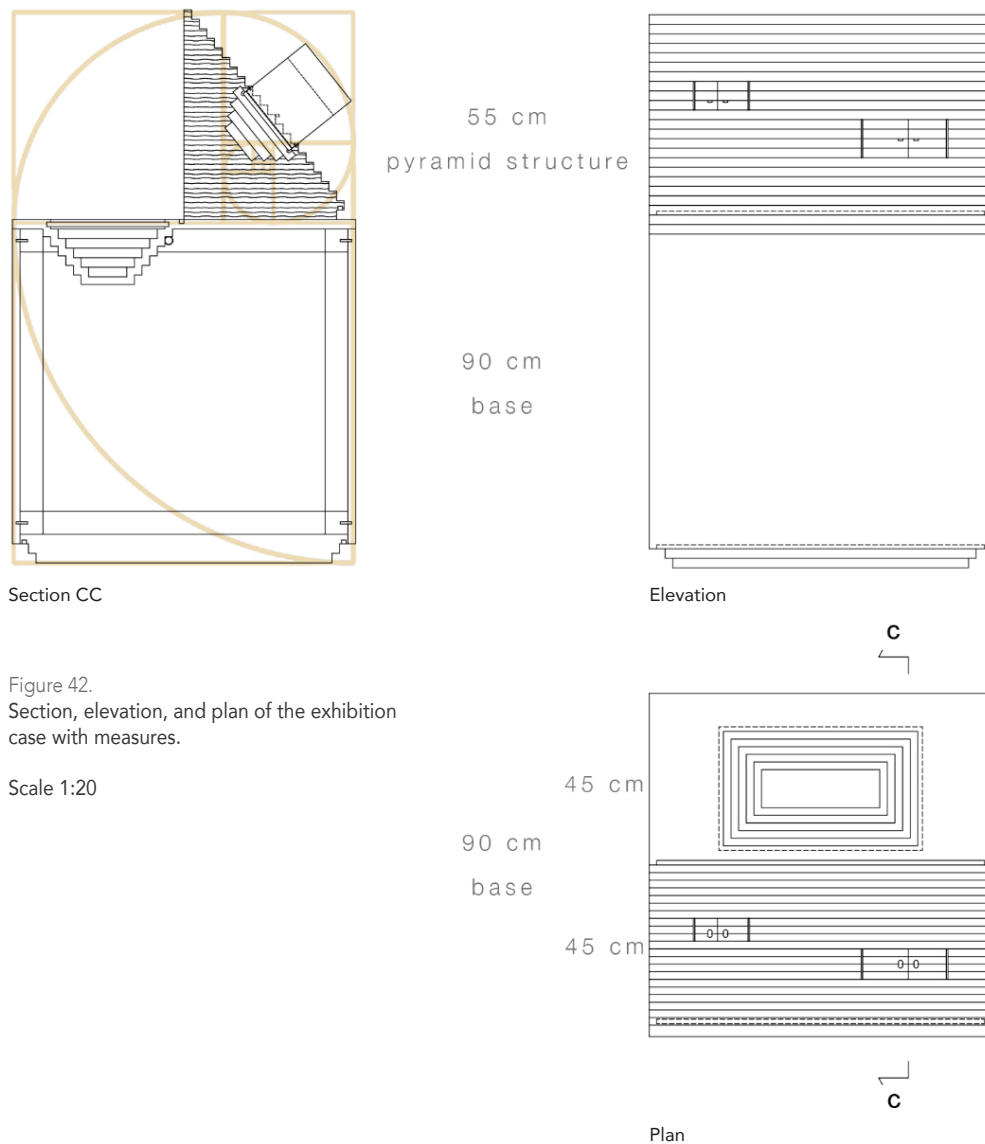 55 cm
pyramid structure
90 cm
base
Section CC
Elevation
C
Figure 42.
Section, elevation, and plan of the exhibition
case with measures.
Scale 1:20
45 cm
90 cm
base
45 cm
C
Plan